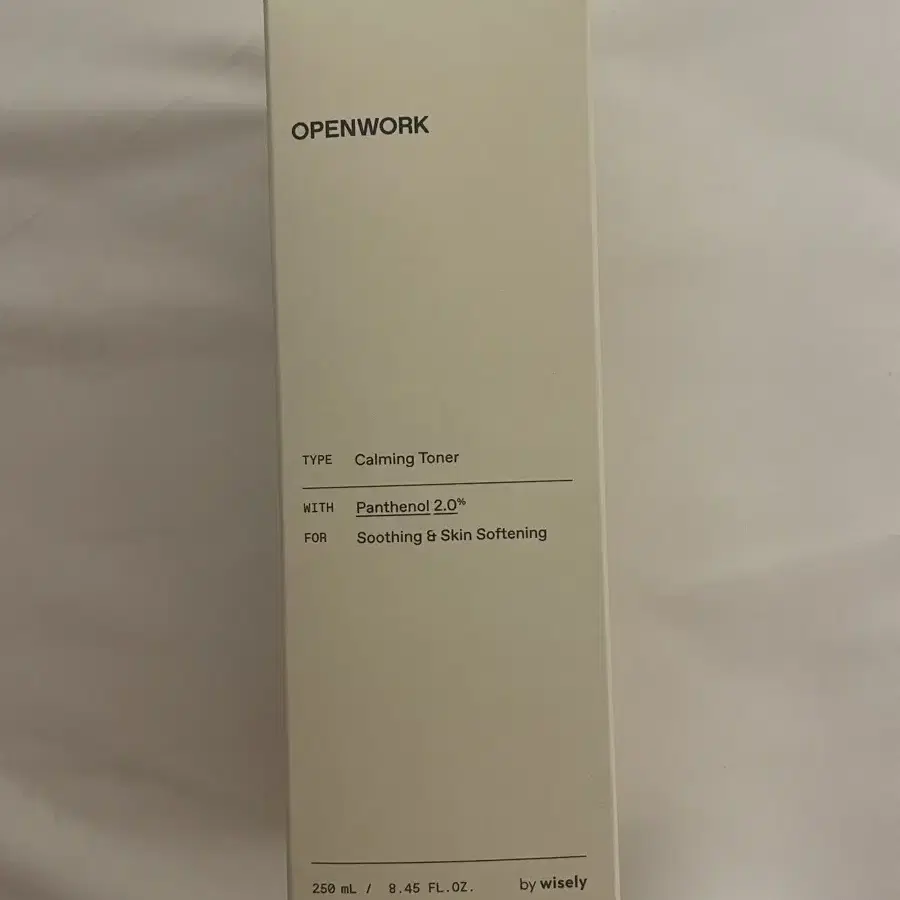 OPENWORK
TYPE Calming Toner
WITH Panthenol 2.0%
FOR Soothing & Skin Softening
250 mL / 8.45 FL.OZ. by wisely